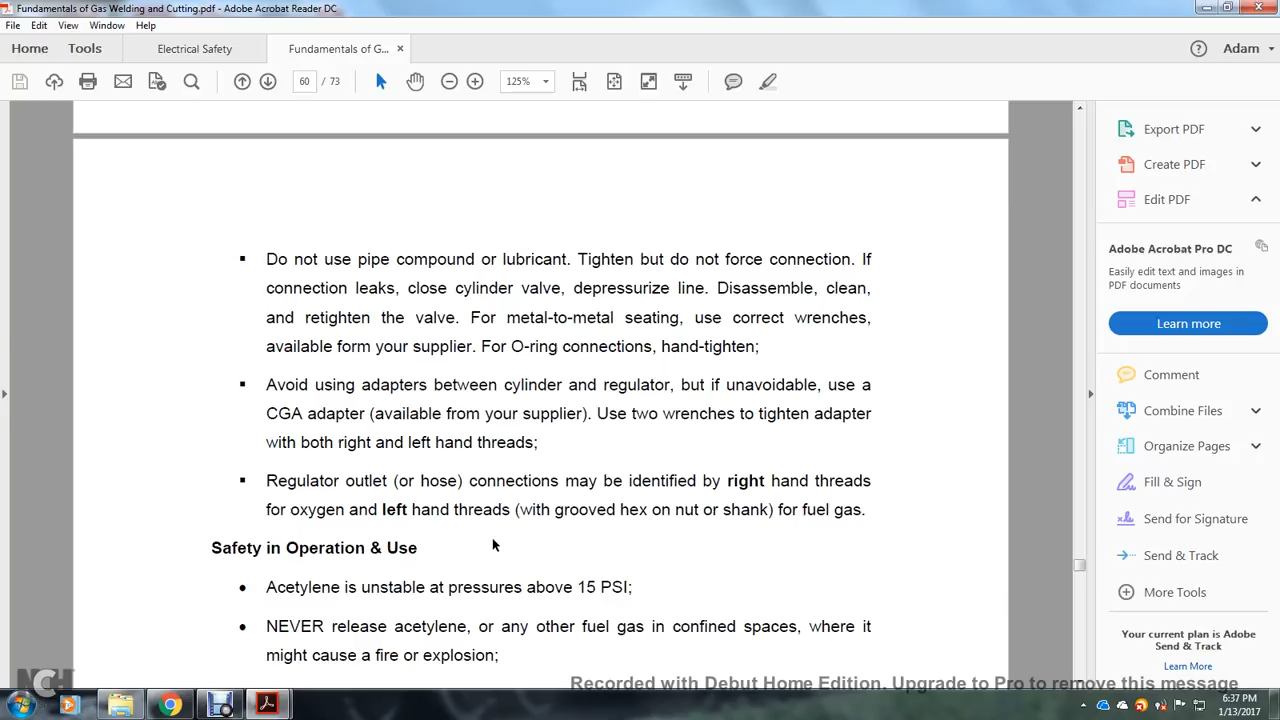 Fundamentals of Gas Welding and Cutting.pdf - Adobe Acrobat Reader DC
File Edit View Window Help
Home Tools Electrical Safety Fundamentals of G... × Adam
60 / 73 125%
Do not use pipe compound or lubricant. Tighten but do not force connection. If
connection leaks, close cylinder valve, depressurize line. Disassemble, clean,
and retighten the valve. For metal-to-metal seating, use correct wrenches,
available form your supplier. For O-ring connections, hand-tighten;
Avoid using adapters between cylinder and regulator, but if unavoidable, use a
CGA adapter (available from your supplier). Use two wrenches to tighten adapter
with both right and left hand threads;
Regulator outlet (or hose) connections may be identified by right hand threads
for oxygen and left hand threads (with grooved hex on nut or shank) for fuel gas.
Safety in Operation & Use
Acetylene is unstable at pressures above 15 PSI;
NEVER release acetylene, or any other fuel gas in confined spaces, where it
might cause a fire or explosion;
Export PDF
Create PDF
Edit PDF
Adobe Acrobat Pro DC
Easily edit text and images in
PDF documents
Learn more
Comment
Combine Files
Organize Pages
Fill & Sign
Send for Signature
Send & Track
More Tools
Your current plan is Adobe
Send & Track
Learn More
NCH
Recorded with Debut Home Edition. Upgrade to Pro to remove this message
6:37 PM
1/13/2017